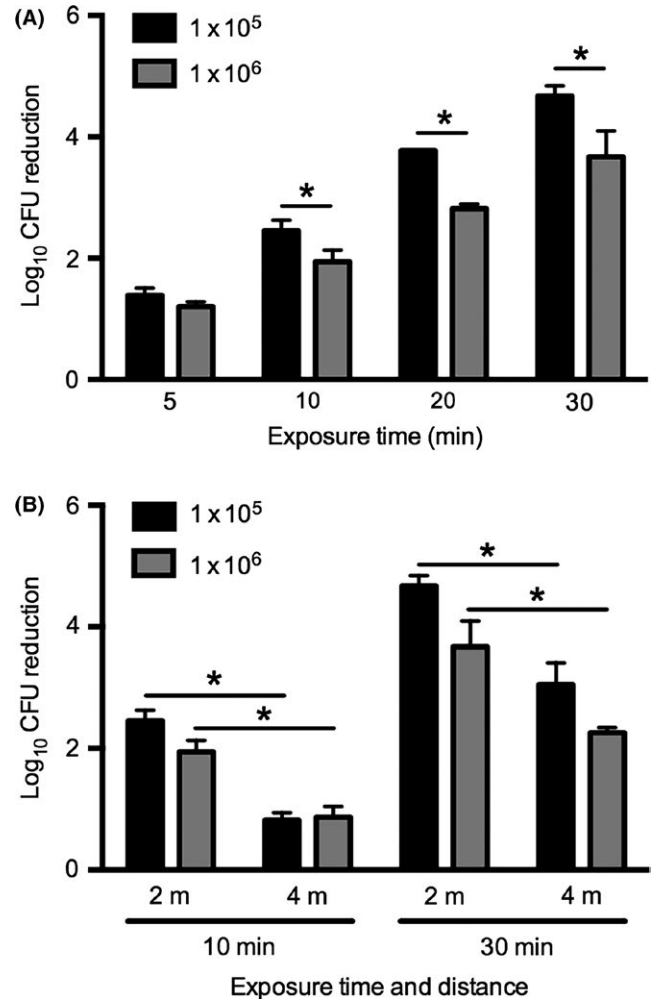 (A)
6
4
2
0
Log₁₀ CFU reduction
1 x 10⁵
1 x 10⁶
*
*
*
5 10 20 30
Exposure time (min)
(B)
6
4
2
0
Log₁₀ CFU reduction
1 x 10⁵
1 x 10⁶
*
*
*
*
2 m 4 m 2 m 4 m
10 min 30 min
Exposure time and distance